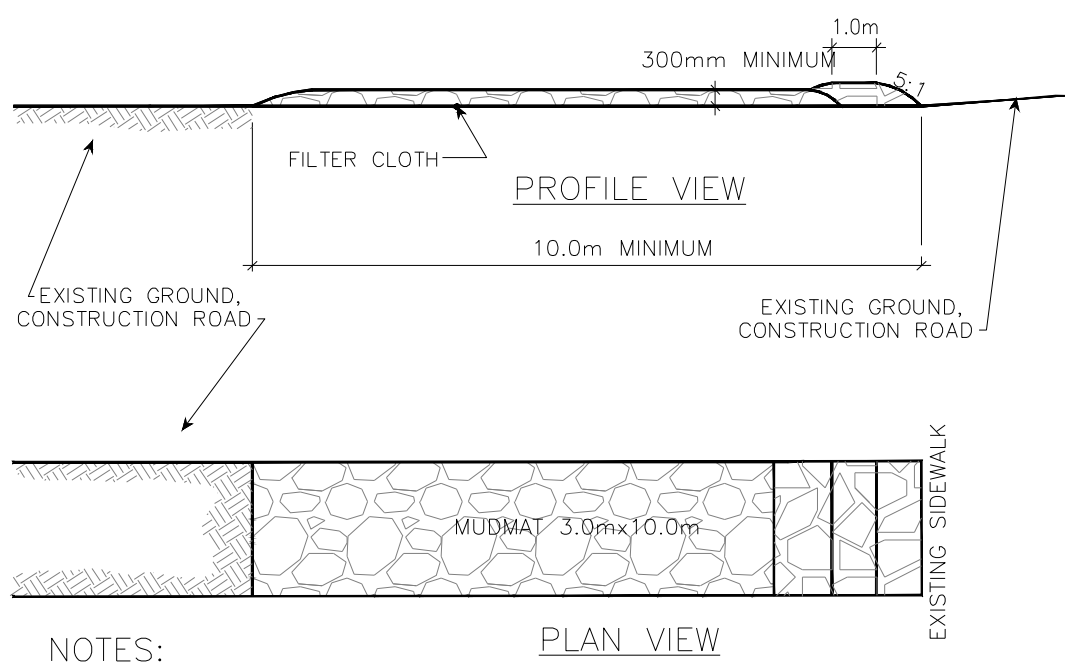 1.0m
300mm MINIMUM
5:1
FILTER CLOTH
PROFILE VIEW
10.0m MINIMUM
EXISTING GROUND,
CONSTRUCTION ROAD
EXISTING GROUND,
CONSTRUCTION ROAD
MUDMAT 3.0mx10.0m
EXISTING SIDEWALK
PLAN VIEW
NOTES: